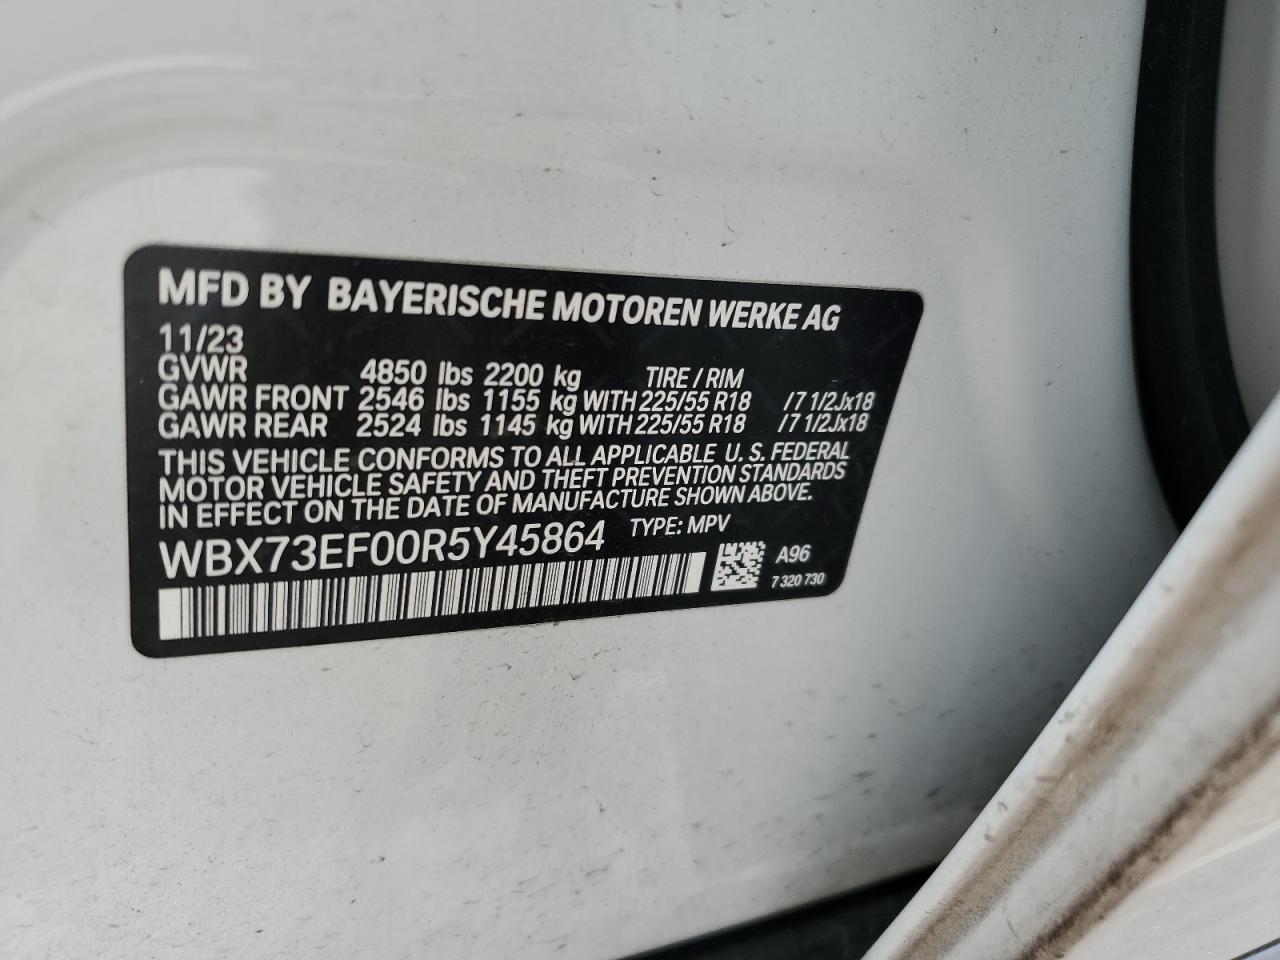 MFD BY BAYERISCHE MOTOREN WERKE AG
11/23
GVWR 4850 lbs 2200 kg TIRE / RIM
GAWR FRONT 2546 lbs 1155 kg WITH 225/55 R18 /7 1/2Jx18
GAWR REAR 2524 lbs 1145 kg WITH 225/55 R18 /7 1/2Jx18
THIS VEHICLE CONFORMS TO ALL APPLICABLE U. S. FEDERAL
MOTOR VEHICLE SAFETY AND THEFT PREVENTION STANDARDS
IN EFFECT ON THE DATE OF MANUFACTURE SHOWN ABOVE.
WBX73EF00R5Y45864 TYPE: MPV
A96
7 320 730